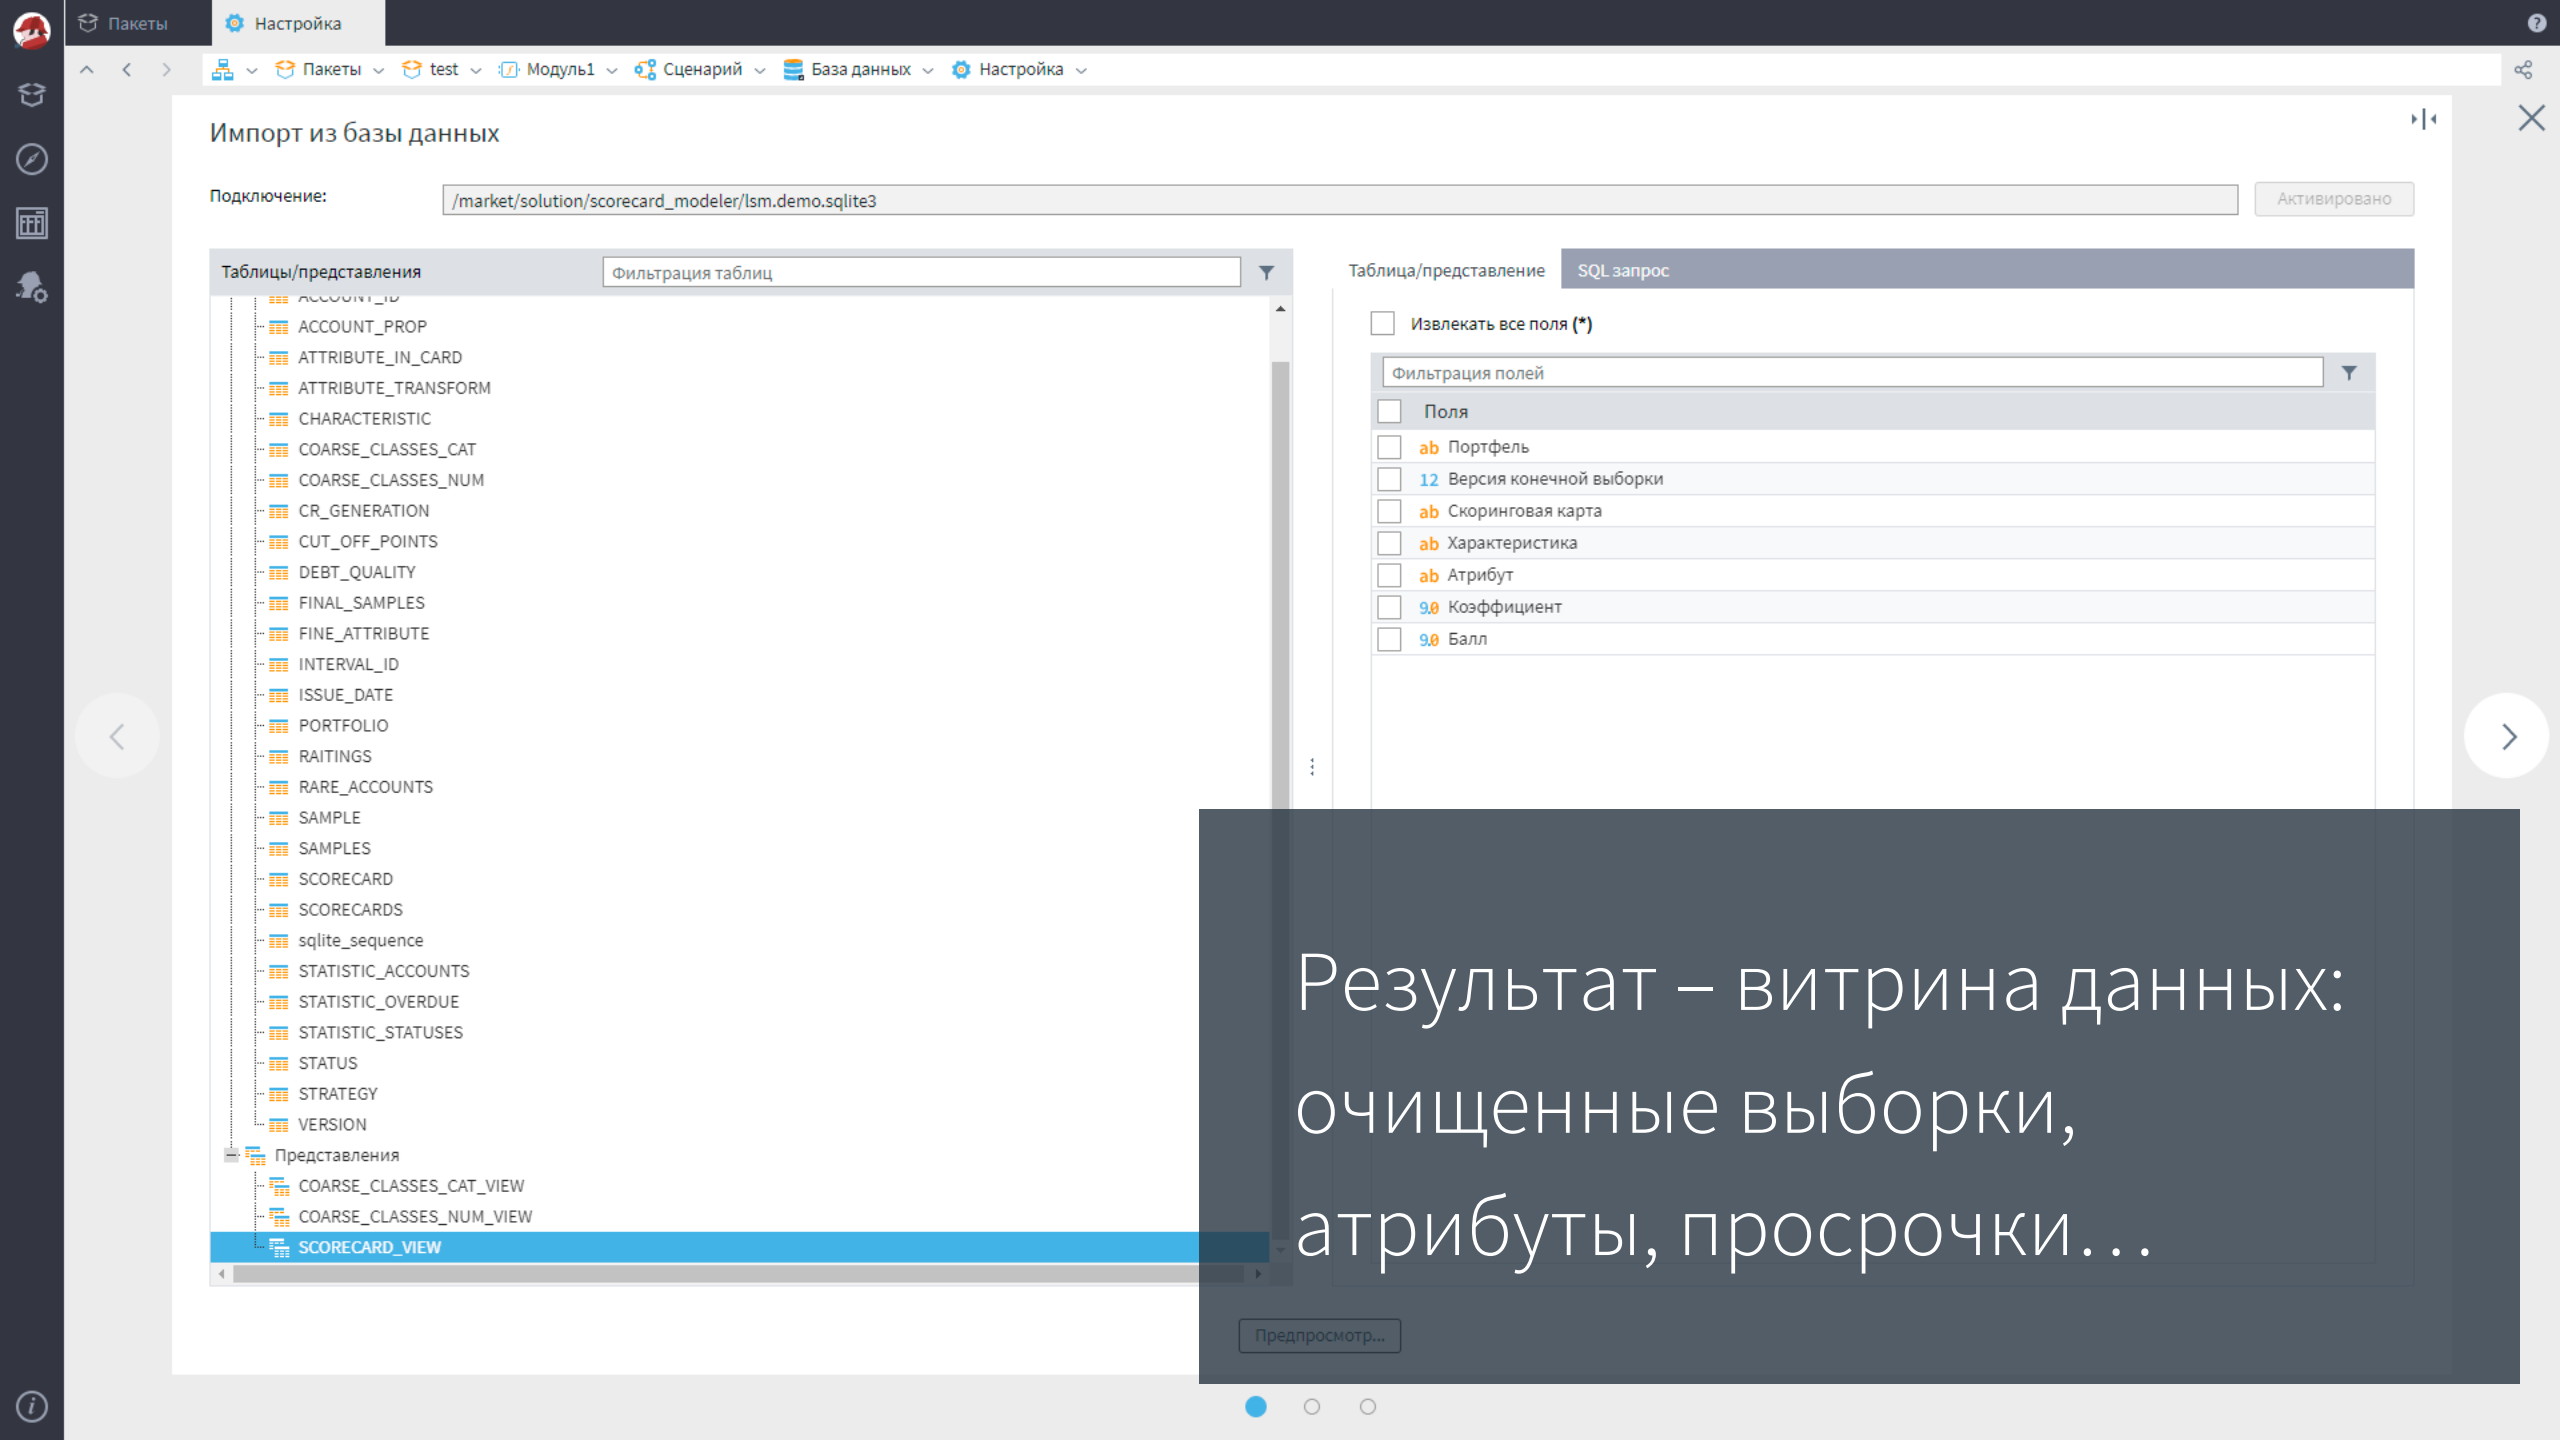 Пакеты
Настройка
Пакеты
test
Модуль1
Сценарий
База данных
Настройка
Импорт из базы данных
Подключение:
/market/solution/scorecard_modeler/lsm.demo.sqlite3
Активировано
Таблицы/представления
Фильтрация таблиц
ACCOUNT_ID
ACCOUNT_PROP
ATTRIBUTE_IN_CARD
ATTRIBUTE_TRANSFORM
CHARACTERISTIC
COARSE_CLASSES_CAT
COARSE_CLASSES_NUM
CR_GENERATION
CUT_OFF_POINTS
DEBT_QUALITY
FINAL_SAMPLES
FINE_ATTRIBUTE
INTERVAL_ID
ISSUE_DATE
PORTFOLIO
RAITINGS
RARE_ACCOUNTS
SAMPLE
SAMPLES
SCORECARD
SCORECARDS
sqlite_sequence
STATISTIC_ACCOUNTS
STATISTIC_OVERDUE
STATISTIC_STATUSES
STATUS
STRATEGY
VERSION
Представления
COARSE_CLASSES_CAT_VIEW
COARSE_CLASSES_NUM_VIEW
SCORECARD_VIEW
Таблица/представление
SQL запрос
Извлекать все поля (*)
Фильтрация полей
Поля
ab Портфель
12 Версия конечной выборки
ab Скоринговая карта
ab Характеристика
ab Атрибут
9.0 Коэффициент
9.0 Балл
Результат – витрина данных:
очищенные выборки,
атрибуты, просрочки…
Предпросмотр...